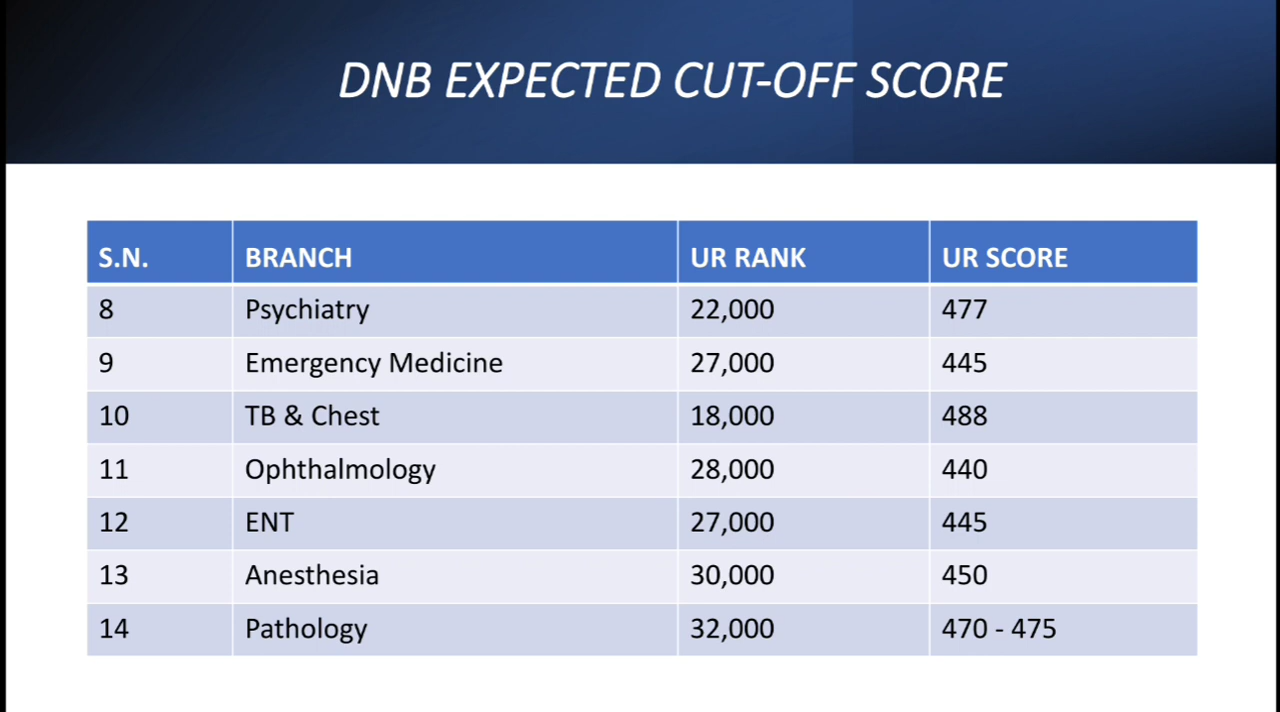 DNB EXPECTED CUT-OFF SCORE
S.N. BRANCH UR RANK UR SCORE
8 Psychiatry 22,000 477
9 Emergency Medicine 27,000 445
10 TB & Chest 18,000 488
11 Ophthalmology 28,000 440
12 ENT 27,000 445
13 Anesthesia 30,000 450
14 Pathology 32,000 470 - 475